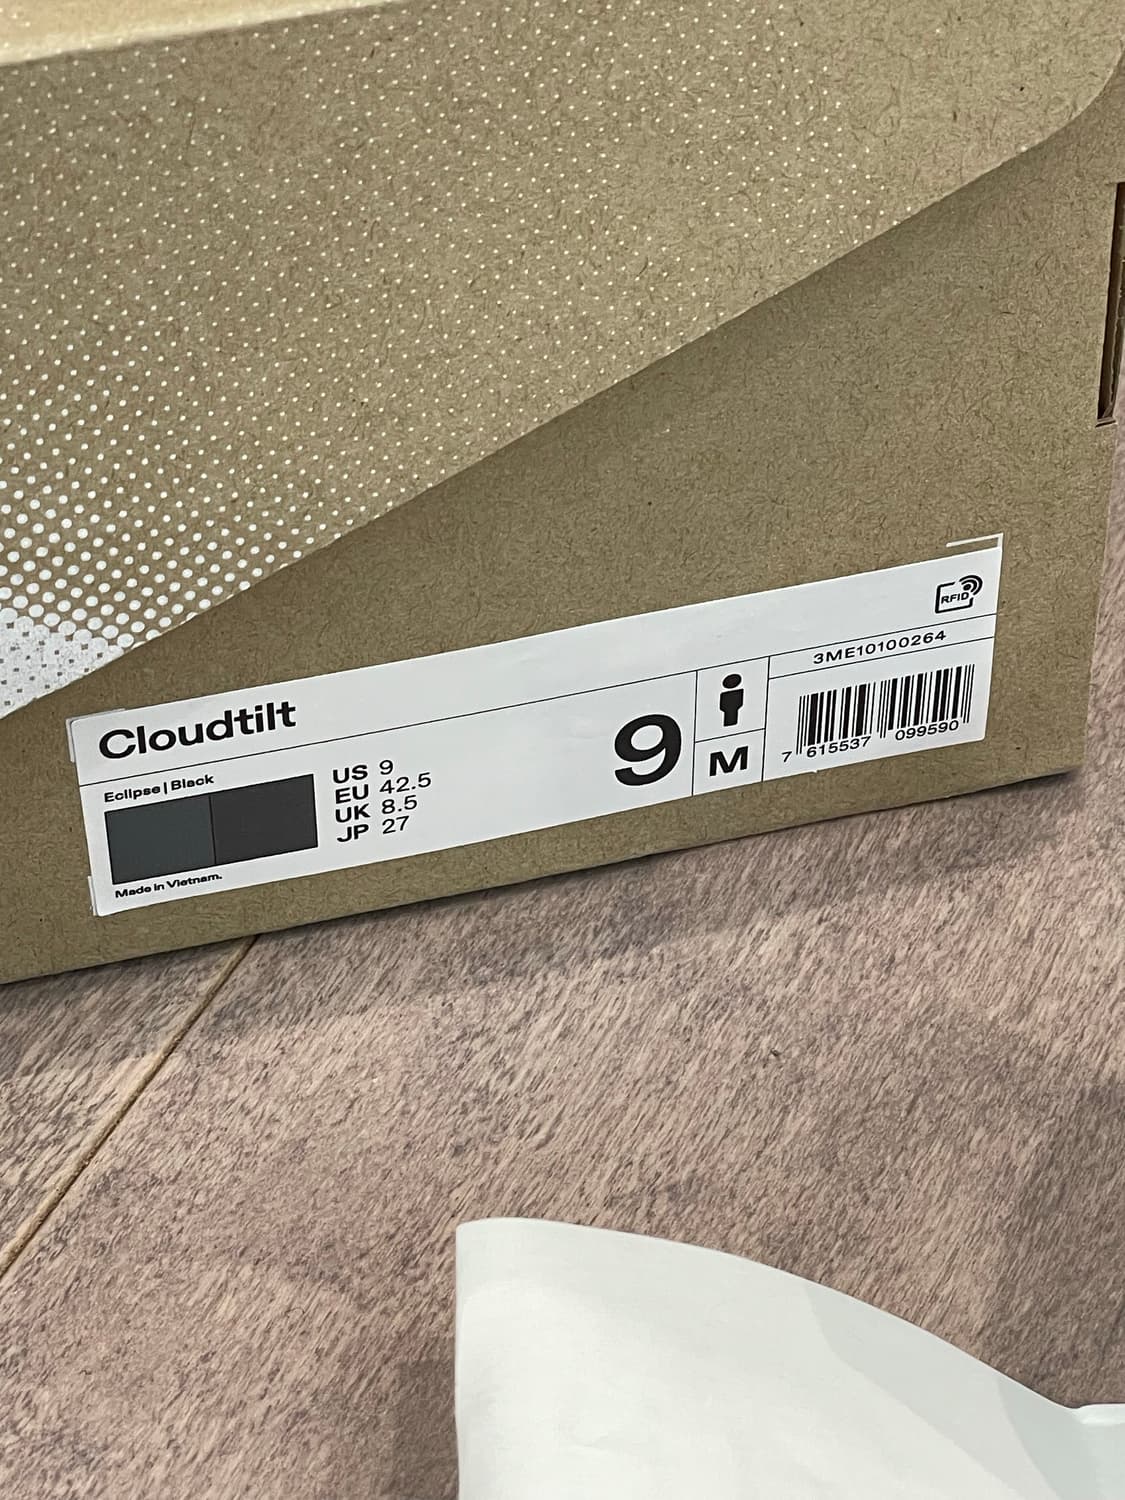 RFID
3ME10100264
Cloudtilt
Eclipse | Black
US 9
EU 42.5
UK 8.5
JP 27
9
M
7 615537 099590
Made in Vietnam.